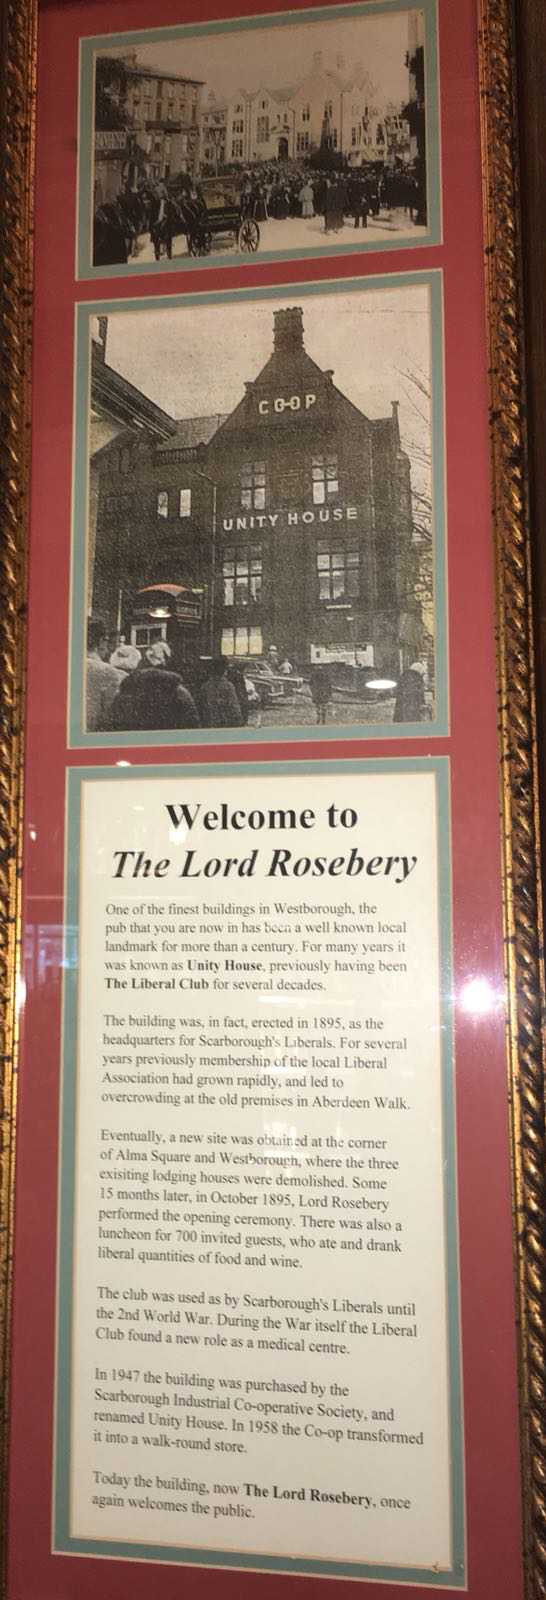 CO-OP
UNITY HOUSE
Welcome to
The Lord Rosebery
One of the finest buildings in Westborough, the
pub that you are now in has been a well known local
landmark for more than a century. For many years it
was known as Unity House, previously having been
The Liberal Club for several decades.
The building was, in fact, erected in 1895, as the
headquarters for Scarborough's Liberals. For several
years previously membership of the local Liberal
Association had grown rapidly, and led to
overcrowding at the old premises in Aberdeen Walk.
Eventually, a new site was obtained at the corner
of Alma Square and Westborough, where the three
exisiting lodging houses were demolished. Some
15 months later, in October 1895, Lord Rosebery
performed the opening ceremony. There was also a
luncheon for 700 invited guests, who ate and drank
liberal quantities of food and wine.
The club was used as by Scarborough's Liberals until
the 2nd World War. During the War itself the Liberal
Club found a new role as a medical centre.
In 1947 the building was purchased by the
Scarborough Industrial Co-operative Society, and
renamed Unity House. In 1958 the Co-op transformed
it into a walk-round store.
Today the building, now The Lord Rosebery, once
again welcomes the public.